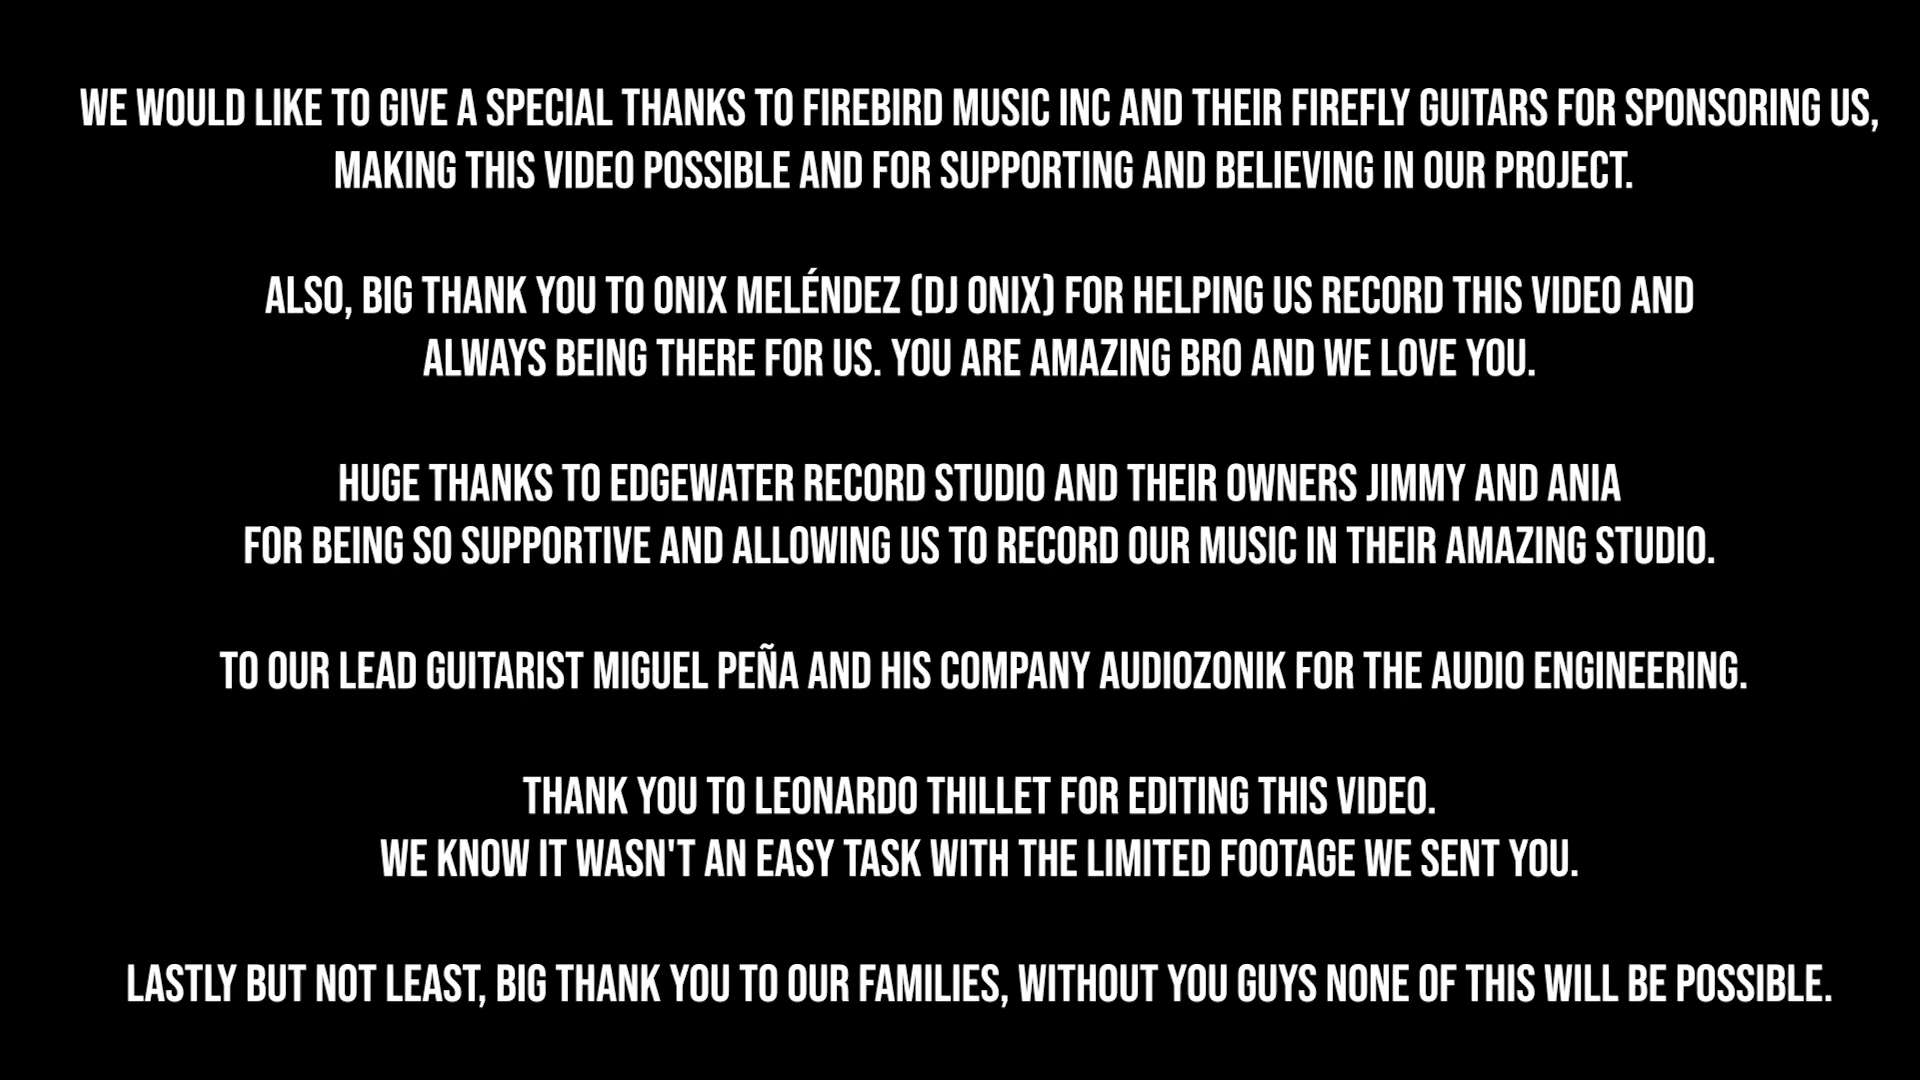 WE WOULD LIKE TO GIVE A SPECIAL THANKS TO FIREBIRD MUSIC INC AND THEIR FIREFLY GUITARS FOR SPONSORING US,
MAKING THIS VIDEO POSSIBLE AND FOR SUPPORTING AND BELIEVING IN OUR PROJECT.
ALSO, BIG THANK YOU TO ONIX MELÉNDEZ (DJ ONIX) FOR HELPING US RECORD THIS VIDEO AND
ALWAYS BEING THERE FOR US. YOU ARE AMAZING BRO AND WE LOVE YOU.
HUGE THANKS TO EDGEWATER RECORD STUDIO AND THEIR OWNERS JIMMY AND ANIA
FOR BEING SO SUPPORTIVE AND ALLOWING US TO RECORD OUR MUSIC IN THEIR AMAZING STUDIO.
TO OUR LEAD GUITARIST MIGUEL PEÑA AND HIS COMPANY AUDIOZONIK FOR THE AUDIO ENGINEERING.
THANK YOU TO LEONARDO THILLET FOR EDITING THIS VIDEO.
WE KNOW IT WASN'T AN EASY TASK WITH THE LIMITED FOOTAGE WE SENT YOU.
LASTLY BUT NOT LEAST, BIG THANK YOU TO OUR FAMILIES, WITHOUT YOU GUYS NONE OF THIS WILL BE POSSIBLE.